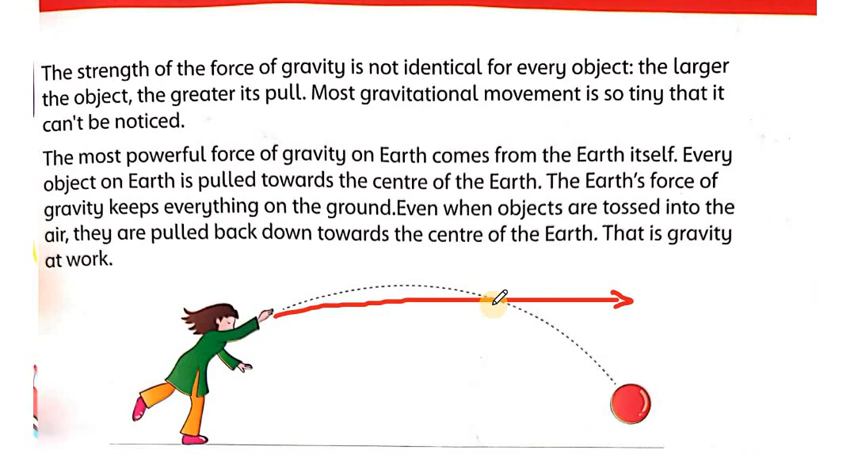 The strength of the force of gravity is not identical for every object: the larger
the object, the greater its pull. Most gravitational movement is so tiny that it
can't be noticed.
The most powerful force of gravity on Earth comes from the Earth itself. Every
object on Earth is pulled towards the centre of the Earth. The Earth's force of
gravity keeps everything on the ground.Even when objects are tossed into the
air, they are pulled back down towards the centre of the Earth. That is gravity
at work.